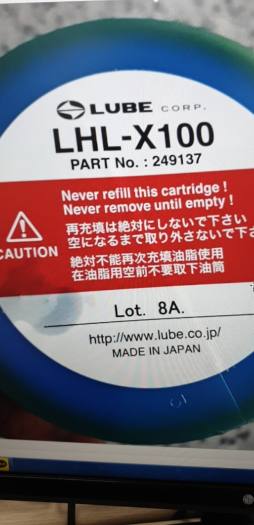 LUBE CORP.
LHL-X100
PART No. : 249137
Never refill this cartridge !
Never remove until empty !
再充填は絶対にしないで下さい
空になるまで取り外さないで下さ
CAUTION
絶対不能再次充填油脂使用
在油脂用空前不要取下油筒
Lot. 8A.
http://www.lube.co.jp/
MADE IN JAPAN